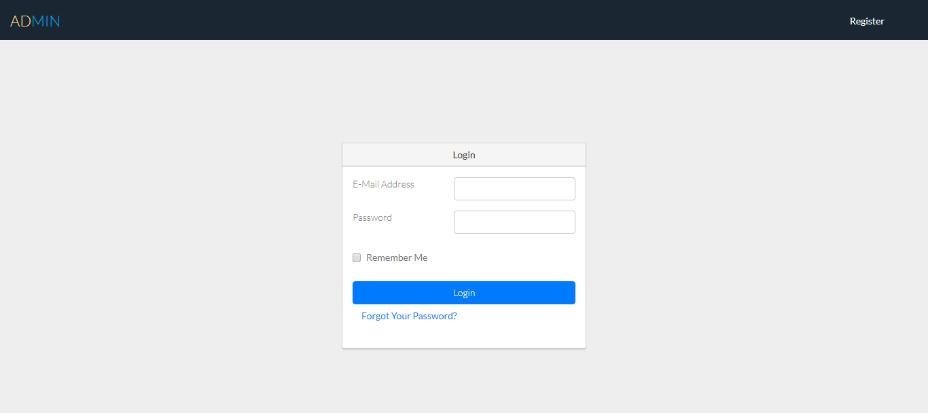 ADMIN
Register
Login
E-Mail Address
Password
Remember Me
Login
Forgot Your Password?